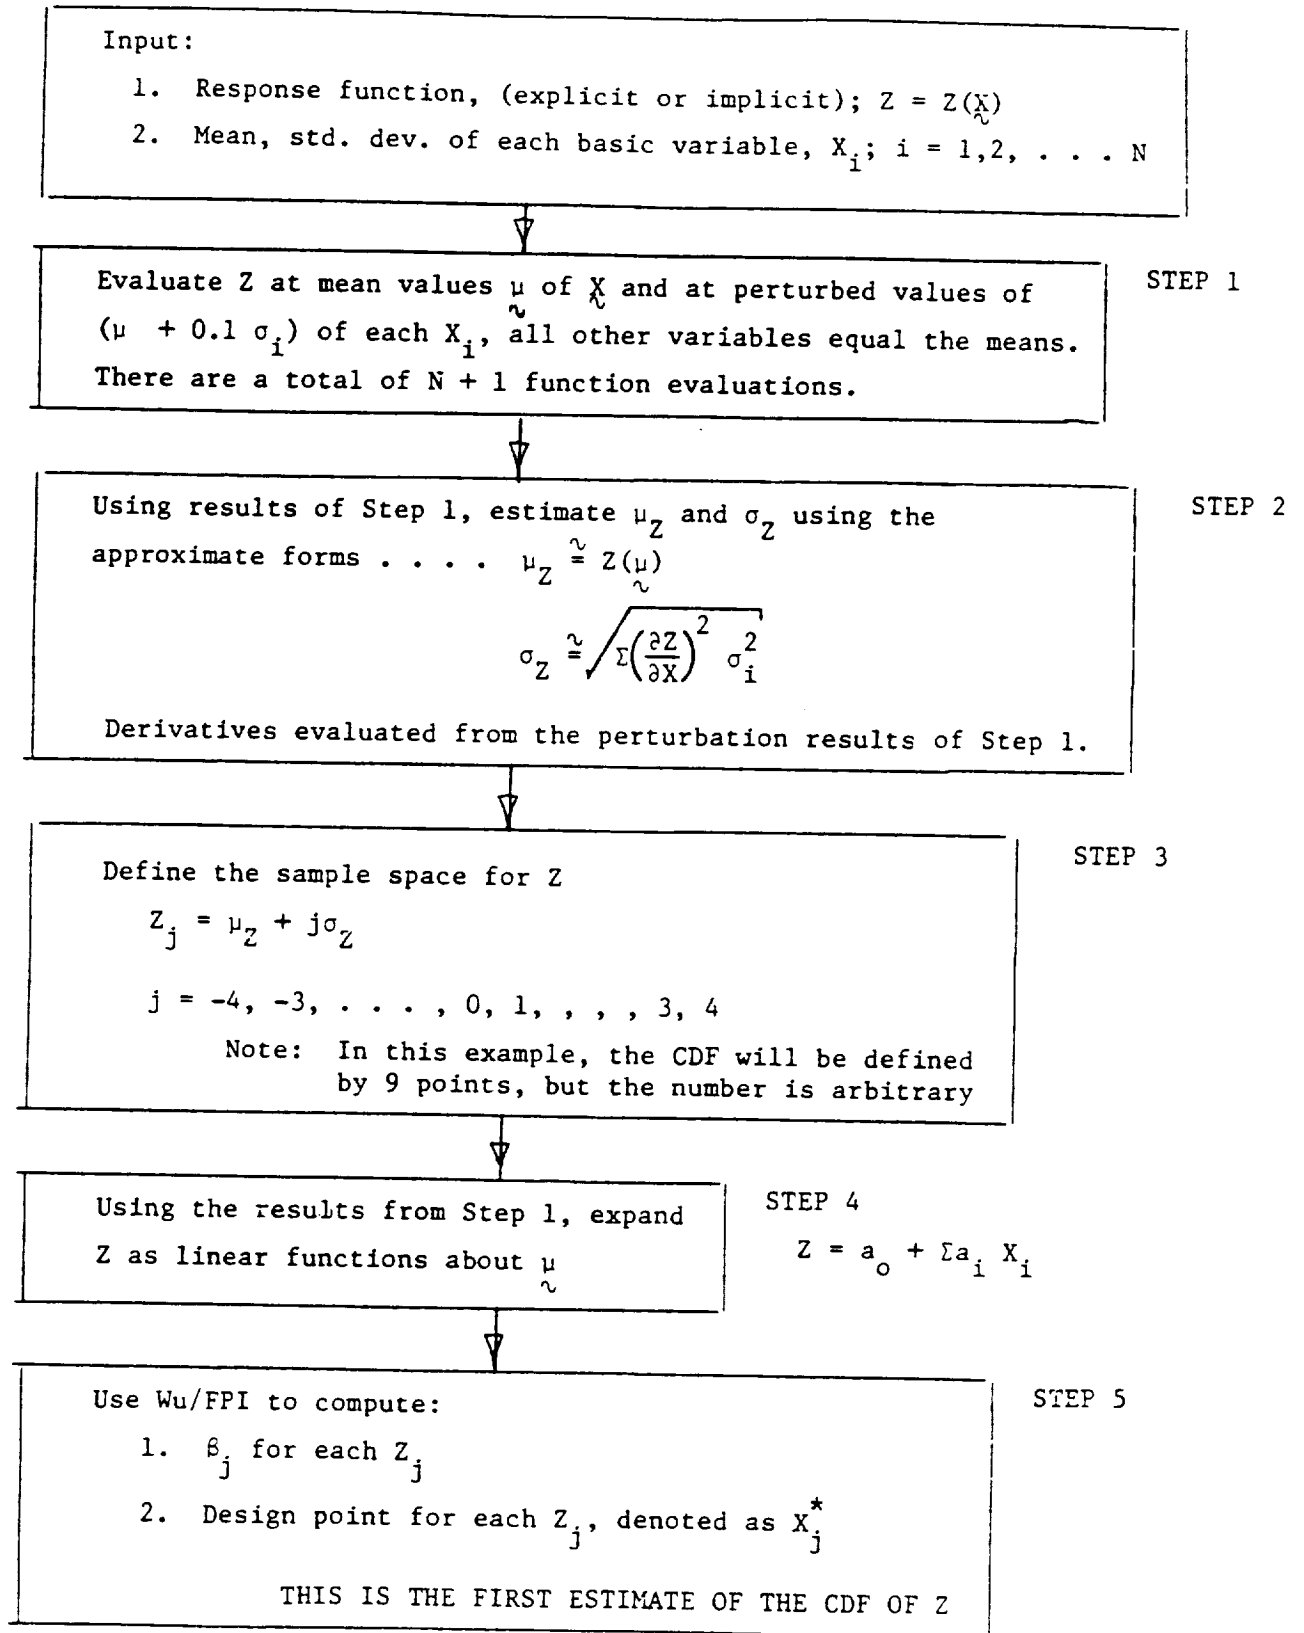 Input:
1. Response function, (explicit or implicit); Z = Z(X̰)
2. Mean, std. dev. of each basic variable, X_i; i = 1,2, . . . N
STEP 1
Evaluate Z at mean values μ̰ of X̰ and at perturbed values of
(μ + 0.1 σ_i) of each X_i, all other variables equal the means.
There are a total of N + 1 function evaluations.
STEP 2
Using results of Step 1, estimate μ_Z and σ_Z using the
approximate forms . . . . μ_Z ≅ Z(μ̰)
σ_Z ≅ √(Σ(∂Z/∂X)^2 σ_i^2)
Derivatives evaluated from the perturbation results of Step 1.
STEP 3
Define the sample space for Z
Z_j = μ_Z + jσ_Z
j = -4, -3, . . . , 0, 1, , , , 3, 4
Note: In this example, the CDF will be defined
by 9 points, but the number is arbitrary
STEP 4
Using the results from Step 1, expand
Z as linear functions about μ̰
Z = a_o + Σa_i X_i
STEP 5
Use Wu/FPI to compute:
1. β_j for each Z_j
2. Design point for each Z_j, denoted as X_j^*
THIS IS THE FIRST ESTIMATE OF THE CDF OF Z